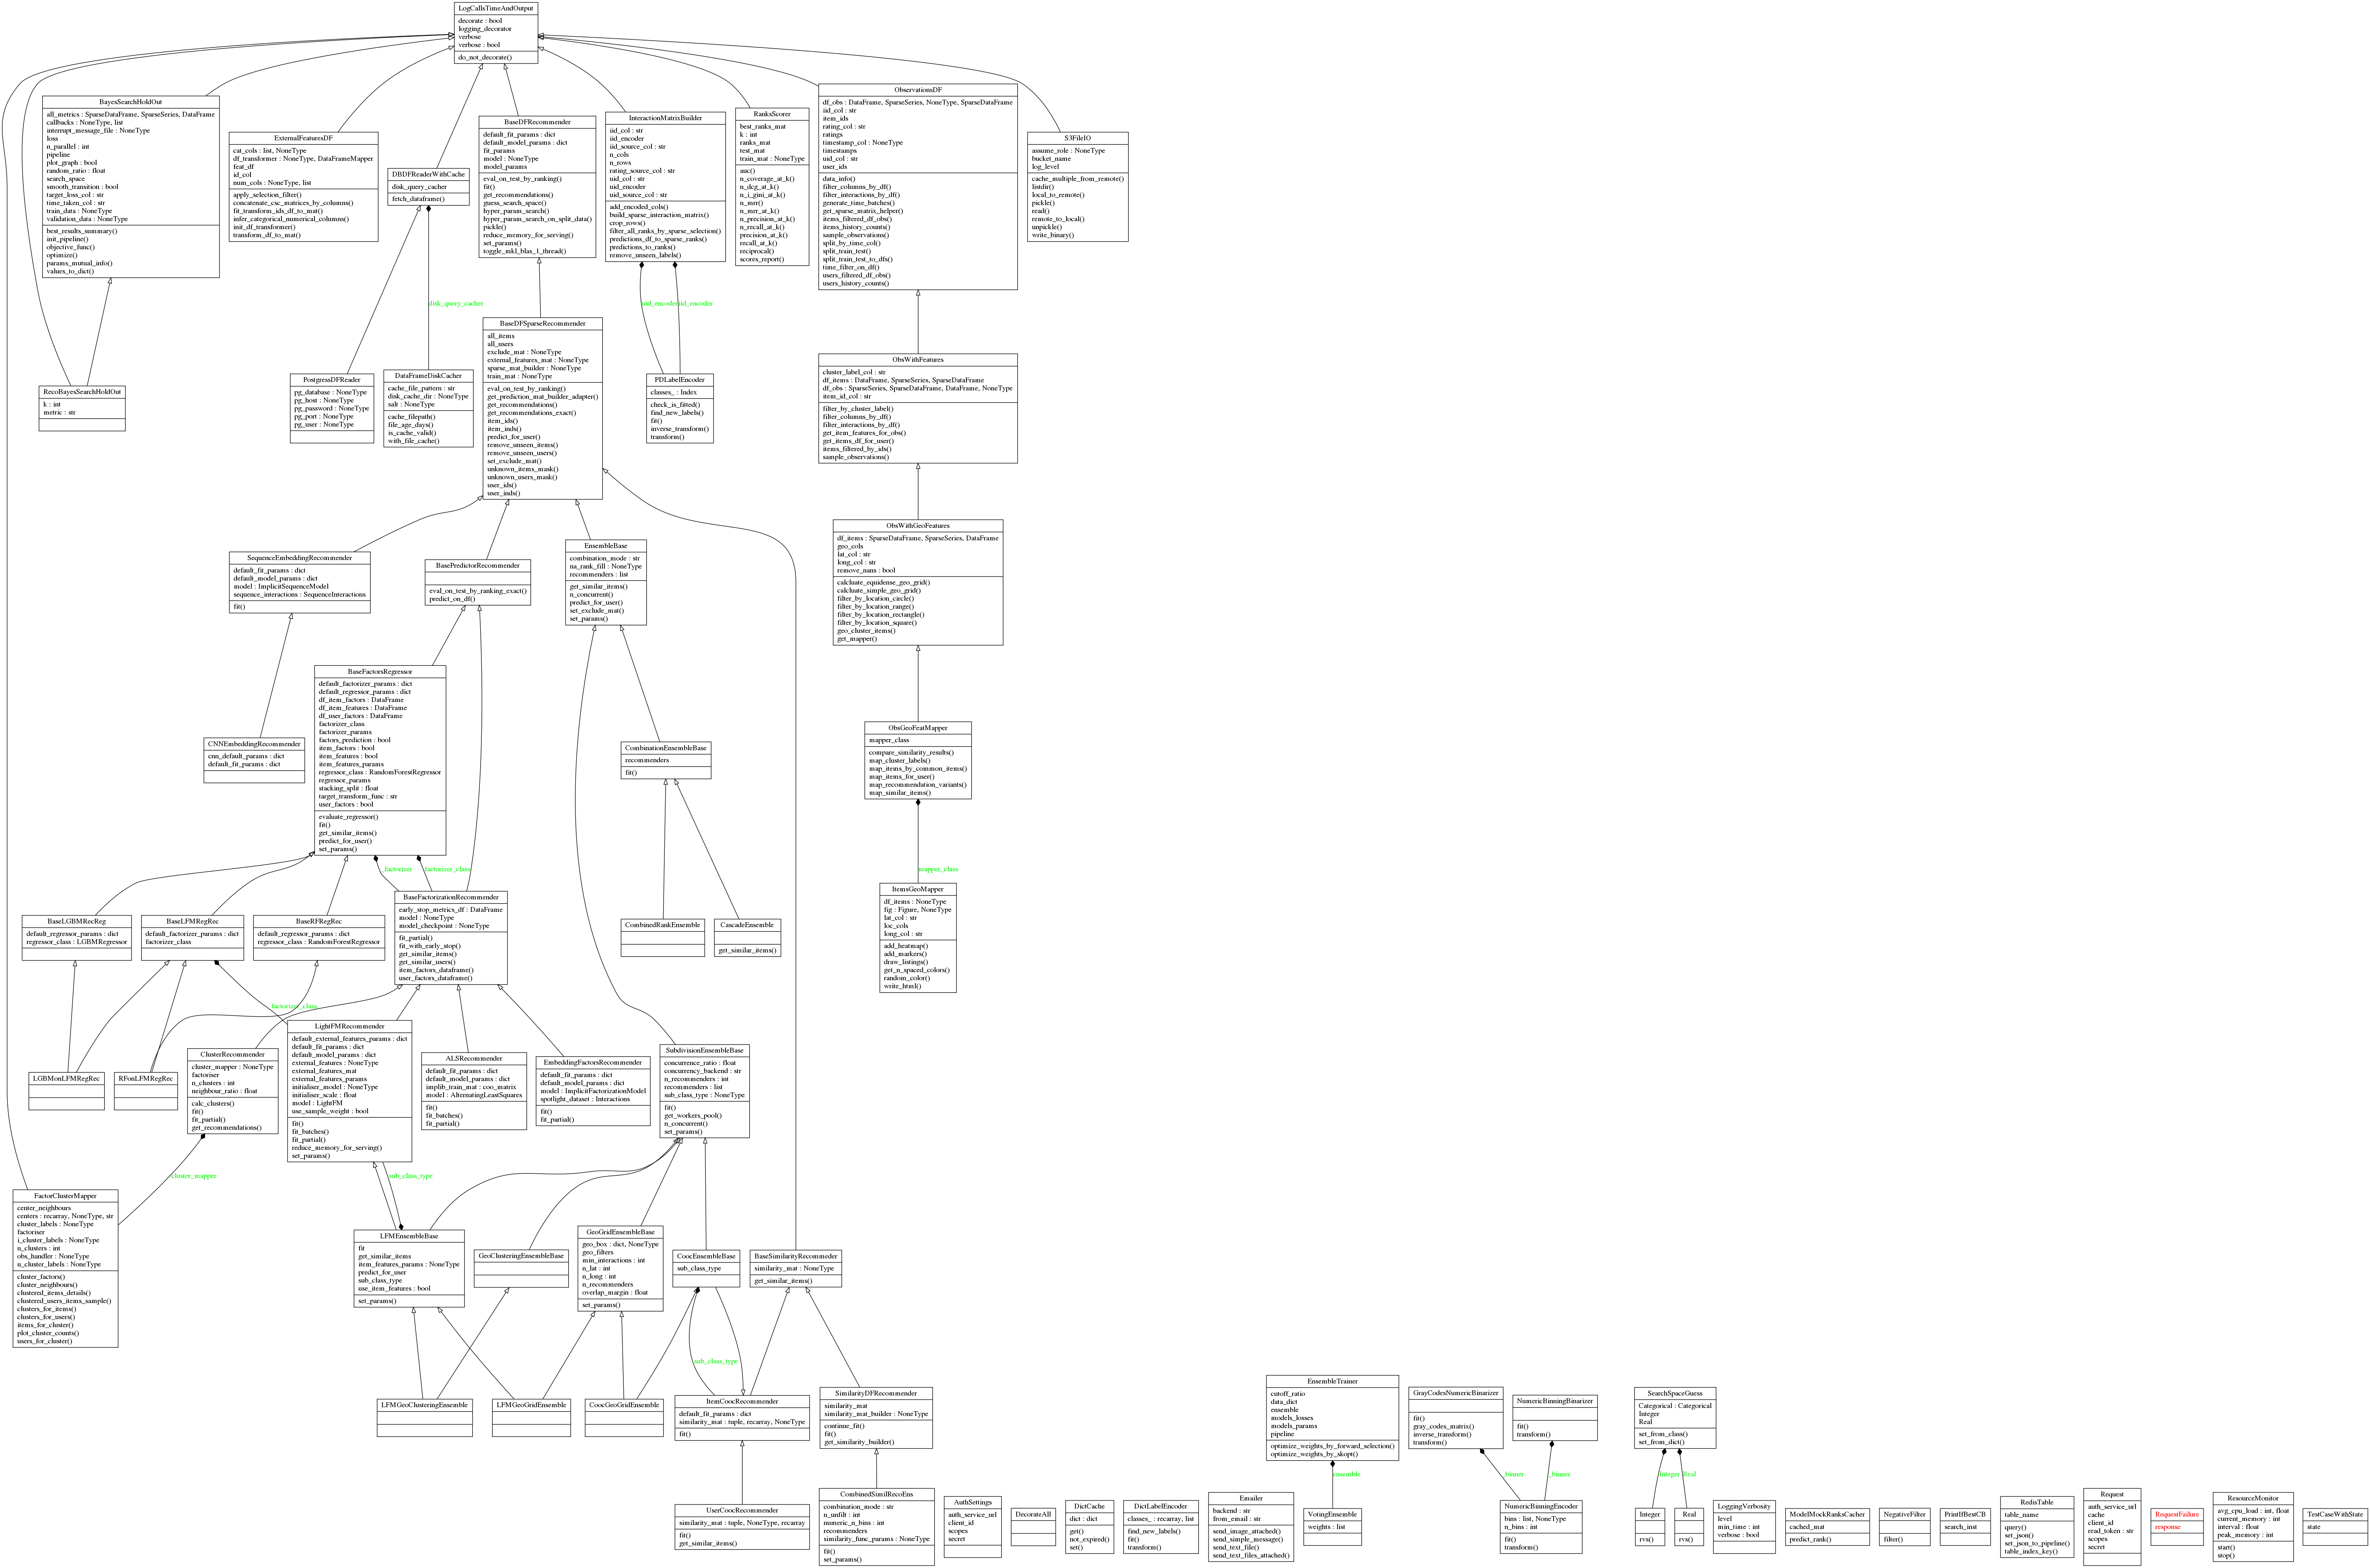 LogCallsTimeAndOutput
decorate : bool
logging_decorator
verbose
verbose : bool
do_not_decorate()
BayesSearchHoldOut
all_metrics : SparseDataFrame, SparseSeries, DataFrame
callbacks : NoneType, list
interrupt_message_file : NoneType
loss
n_parallel : int
pipeline
plot_graph : bool
random_ratio : float
search_space
smooth_transition : bool
target_loss_col : str
time_taken_col : str
train_data : NoneType
validation_data : NoneType
best_results_summary()
init_pipeline()
objective_func()
optimize()
params_mutual_info()
values_to_dict()
ExternalFeaturesDF
cat_cols : list, NoneType
df_transformer : NoneType, DataFrameMapper
feat_df
id_col
num_cols : NoneType, list
apply_selection_filter()
concatenate_csc_matrices_by_columns()
fit_transform_ids_df_to_mat()
infer_categorical_numerical_columns()
init_df_transformer()
transform_df_to_mat()
DBDFReaderWithCache
disk_query_cacher
fetch_dataframe()
BaseDFRecommender
default_fit_params : dict
default_model_params : dict
fit_params
model : NoneType
model_params
eval_on_test_by_ranking()
fit()
get_recommendations()
guess_search_space()
hyper_param_search()
hyper_param_search_on_split_data()
pickle()
reduce_memory_for_serving()
set_params()
toggle_mkl_blas_1_thread()
InteractionMatrixBuilder
iid_col : str
iid_encoder
iid_source_col : str
n_cols
n_rows
rating_source_col : str
uid_col : str
uid_encoder
uid_source_col : str
add_encoded_cols()
build_sparse_interaction_matrix()
crop_rows()
filter_all_ranks_by_sparse_selection()
predictions_df_to_sparse_ranks()
predictions_to_ranks()
remove_unseen_labels()
RanksScorer
best_ranks_mat
k : int
ranks_mat
test_mat
train_mat : NoneType
auc()
n_coverage_at_k()
n_dcg_at_k()
n_i_gini_at_k()
n_mrr()
n_mrr_at_k()
n_precision_at_k()
n_recall_at_k()
precision_at_k()
recall_at_k()
reciprocal()
scores_report()
ObservationsDF
df_obs : DataFrame, SparseSeries, NoneType, SparseDataFrame
iid_col : str
item_ids
rating_col : str
ratings
timestamp_col : NoneType
timestamps
uid_col : str
user_ids
data_info()
filter_columns_by_df()
filter_interactions_by_df()
generate_time_batches()
get_sparse_matrix_helper()
items_filtered_df_obs()
items_history_counts()
sample_observations()
split_by_time_col()
split_train_test()
split_train_test_to_dfs()
time_filter_on_df()
users_filtered_df_obs()
users_history_counts()
S3FileIO
assume_role : NoneType
bucket_name
log_level
cache_multiple_from_remote()
listdir()
local_to_remote()
pickle()
read()
remote_to_local()
unpickle()
write_binary()
disk_query_cacher
uid_encoder
iid_encoder
RecoBayesSearchHoldOut
k : int
metric : str
PostgressDFReader
pg_database : NoneType
pg_host : NoneType
pg_password : NoneType
pg_port : NoneType
pg_user : NoneType
DataFrameDiskCacher
cache_file_pattern : str
disk_cache_dir : NoneType
salt : NoneType
cache_filepath()
file_age_days()
is_cache_valid()
with_file_cache()
BaseDFSparseRecommender
all_items
all_users
exclude_mat : NoneType
external_features_mat : NoneType
sparse_mat_builder : NoneType
train_mat : NoneType
eval_on_test_by_ranking()
get_prediction_mat_builder_adapter()
get_recommendations()
get_recommendations_exact()
item_ids()
item_inds()
predict_for_user()
remove_unseen_items()
remove_unseen_users()
set_exclude_mat()
unknown_items_mask()
unknown_users_mask()
user_ids()
user_inds()
PDLabelEncoder
classes_ : Index
check_is_fitted()
find_new_labels()
fit()
inverse_transform()
transform()
ObsWithFeatures
cluster_label_col : str
df_items : DataFrame, SparseSeries, SparseDataFrame
df_obs : SparseSeries, SparseDataFrame, DataFrame, NoneType
item_id_col : str
filter_by_cluster_label()
filter_columns_by_df()
filter_interactions_by_df()
get_item_features_for_obs()
get_items_df_for_user()
items_filtered_by_ids()
sample_observations()
SequenceEmbeddingRecommender
default_fit_params : dict
default_model_params : dict
model : ImplicitSequenceModel
sequence_interactions : SequenceInteractions
fit()
BasePredictorRecommender
eval_on_test_by_ranking_exact()
predict_on_df()
EnsembleBase
combination_mode : str
na_rank_fill : NoneType
recommenders : list
get_similar_items()
n_concurrent()
predict_for_user()
set_exclude_mat()
set_params()
ObsWithGeoFeatures
df_items : SparseDataFrame, SparseSeries, DataFrame
geo_cols
lat_col : str
long_col : str
remove_nans : bool
calcluate_equidense_geo_grid()
calcluate_simple_geo_grid()
filter_by_location_circle()
filter_by_location_range()
filter_by_location_rectangle()
filter_by_location_square()
geo_cluster_items()
get_mapper()
CNNEmbeddingRecommender
cnn_default_params : dict
default_fit_params : dict
BaseFactorsRegressor
default_factorizer_params : dict
default_regressor_params : dict
df_item_factors : DataFrame
df_item_features : DataFrame
df_user_factors : DataFrame
factorizer_class
factorizer_params
factors_prediction : bool
item_factors : bool
item_features : bool
item_features_params
regressor_class : RandomForestRegressor
regressor_params
stacking_split : float
target_transform_func : str
user_factors : bool
evaluate_regressor()
fit()
get_similar_items()
predict_for_user()
set_params()
CombinationEnsembleBase
recommenders
fit()
ObsGeoFeatMapper
mapper_class
compare_similarity_results()
map_cluster_labels()
map_items_by_common_items()
map_items_for_user()
map_recommendation_variants()
map_similar_items()
factorizer
factorizer_class
mapper_class
BaseLGBMRecReg
default_regressor_params : dict
regressor_class : LGBMRegressor
BaseLFMRegRec
default_factorizer_params : dict
factorizer_class
BaseRFRegRec
default_regressor_params : dict
regressor_class : RandomForestRegressor
BaseFactorizationRecommender
early_stop_metrics_df : DataFrame
model : NoneType
model_checkpoint : NoneType
fit_partial()
fit_with_early_stop()
get_similar_items()
get_similar_users()
item_factors_dataframe()
user_factors_dataframe()
CombinedRankEnsemble
CascadeEnsemble
get_similar_items()
ItemsGeoMapper
df_items : NoneType
fig : Figure, NoneType
lat_col : str
loc_cols
long_col : str
add_heatmap()
add_markers()
draw_listings()
get_n_spaced_colors()
random_color()
write_html()
factorizer_class
LGBMonLFMRegRec
RFonLFMRegRec
ClusterRecommender
cluster_mapper : NoneType
factoriser
n_clusters : int
neighbour_ratio : float
calc_clusters()
fit()
fit_partial()
get_recommendations()
LightFMRecommender
default_external_features_params : dict
default_fit_params : dict
default_model_params : dict
external_features : NoneType
external_features_mat
external_features_params
initialiser_model : NoneType
initialiser_scale : float
model : LightFM
use_sample_weight : bool
fit()
fit_batches()
fit_partial()
reduce_memory_for_serving()
set_params()
ALSRecommender
default_fit_params : dict
default_model_params : dict
implib_train_mat : coo_matrix
model : AlternatingLeastSquares
fit()
fit_batches()
fit_partial()
EmbeddingFactorsRecommender
default_fit_params : dict
default_model_params : dict
model : ImplicitFactorizationModel
spotlight_dataset : Interactions
fit()
fit_partial()
SubdivisionEnsembleBase
concurrence_ratio : float
concurrency_backend : str
n_recommenders : int
recommenders : list
sub_class_type : NoneType
fit()
get_workers_pool()
n_concurrent()
set_params()
cluster_mapper
sub_class_type
FactorClusterMapper
center_neighbours
centers : recarray, NoneType, str
cluster_labels : NoneType
factoriser
i_cluster_labels : NoneType
n_clusters : int
obs_handler : NoneType
u_cluster_labels : NoneType
cluster_factors()
cluster_neighbours()
clustered_items_details()
clustered_users_items_sample()
clusters_for_items()
clusters_for_users()
items_for_cluster()
plot_cluster_counts()
users_for_cluster()
LFMEnsembleBase
fit
get_similar_items
item_features_params : NoneType
predict_for_user
sub_class_type
use_item_features : bool
set_params()
GeoClusteringEnsembleBase
GeoGridEnsembleBase
geo_box : dict, NoneType
geo_filters
min_interactions : int
n_lat : int
n_long : int
n_recommenders
overlap_margin : float
set_params()
CoocEnsembleBase
sub_class_type
BaseSimilarityRecommeder
similarity_mat : NoneType
get_similar_items()
sub_class_type
LFMGeoClusteringEnsemble
LFMGeoGridEnsemble
CoocGeoGridEnsemble
ItemCoocRecommender
default_fit_params : dict
similarity_mat : tuple, recarray, NoneType
fit()
SimilarityDFRecommender
similarity_mat
similarity_mat_builder : NoneType
continue_fit()
fit()
get_similarity_builder()
EnsembleTrainer
cutoff_ratio
data_dict
ensemble
models_losses
models_params
pipeline
optimize_weights_by_forward_selection()
optimize_weights_by_skopt()
GrayCodesNumericBinarizer
fit()
gray_codes_matrix()
inverse_transform()
transform()
NumericBinningBinarizer
fit()
transform()
SearchSpaceGuess
Categorical : Categorical
Integer
Real
set_from_class()
set_from_dict()
ensemble
_binner
_binner
Integer
Real
UserCoocRecommender
similarity_mat : tuple, NoneType, recarray
fit()
get_similar_items()
CombinedSimilRecoEns
combination_mode : str
n_unfilt : int
numeric_n_bins : int
recommenders
similarity_func_params : NoneType
fit()
set_params()
AuthSettings
auth_service_url
client_id
scopes
secret
DecorateAll
DictCache
dict : dict
get()
not_expired()
set()
DictLabelEncoder
classes_ : recarray, list
find_new_labels()
fit()
transform()
Emailer
backend : str
from_email : str
send_image_attached()
send_simple_message()
send_text_file()
send_text_files_attached()
VotingEnsemble
weights : list
NumericBinningEncoder
bins : list, NoneType
n_bins : int
fit()
transform()
Integer
rvs()
Real
rvs()
LoggingVerbosity
level
min_time : int
verbose : bool
ModelMockRanksCacher
cached_mat
predict_rank()
NegativeFilter
filter()
PrintIfBestCB
search_inst
RedisTable
table_name
query()
set_json()
set_json_to_pipeline()
table_index_key()
Request
auth_service_url
cache
client_id
read_token : str
scopes
secret
RequestFailure
response
ResourceMonitor
avg_cpu_load : int, float
current_memory : int
interval : float
peak_memory : int
start()
stop()
TestCaseWithState
state